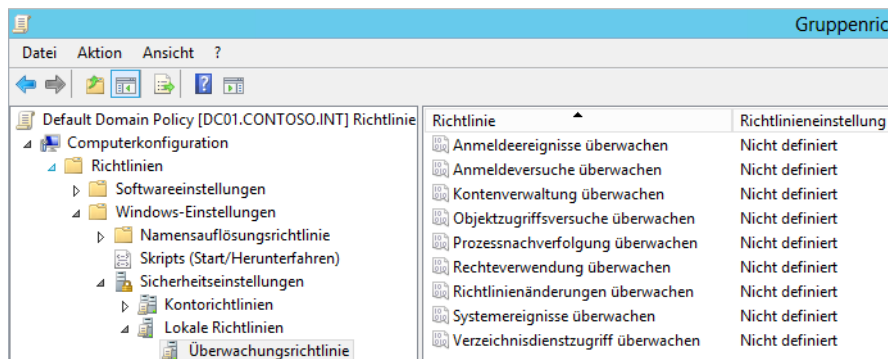 Gruppenric
Datei Aktion Ansicht ?
Default Domain Policy [DC01.CONTOSO.INT] Richtlinie
Computerkonfiguration
Richtlinien
Softwareeinstellungen
Windows-Einstellungen
Namensauflösungsrichtlinie
Skripts (Start/Herunterfahren)
Sicherheitseinstellungen
Kontorichtlinien
Lokale Richtlinien
Überwachungsrichtlinie
Richtlinie Richtlinieneinstellung
Anmeldeereignisse überwachen Nicht definiert
Anmeldeversuche überwachen Nicht definiert
Kontenverwaltung überwachen Nicht definiert
Objektzugriffsversuche überwachen Nicht definiert
Prozessnachverfolgung überwachen Nicht definiert
Rechteverwendung überwachen Nicht definiert
Richtlinienänderungen überwachen Nicht definiert
Systemereignisse überwachen Nicht definiert
Verzeichnisdienstzugriff überwachen Nicht definiert